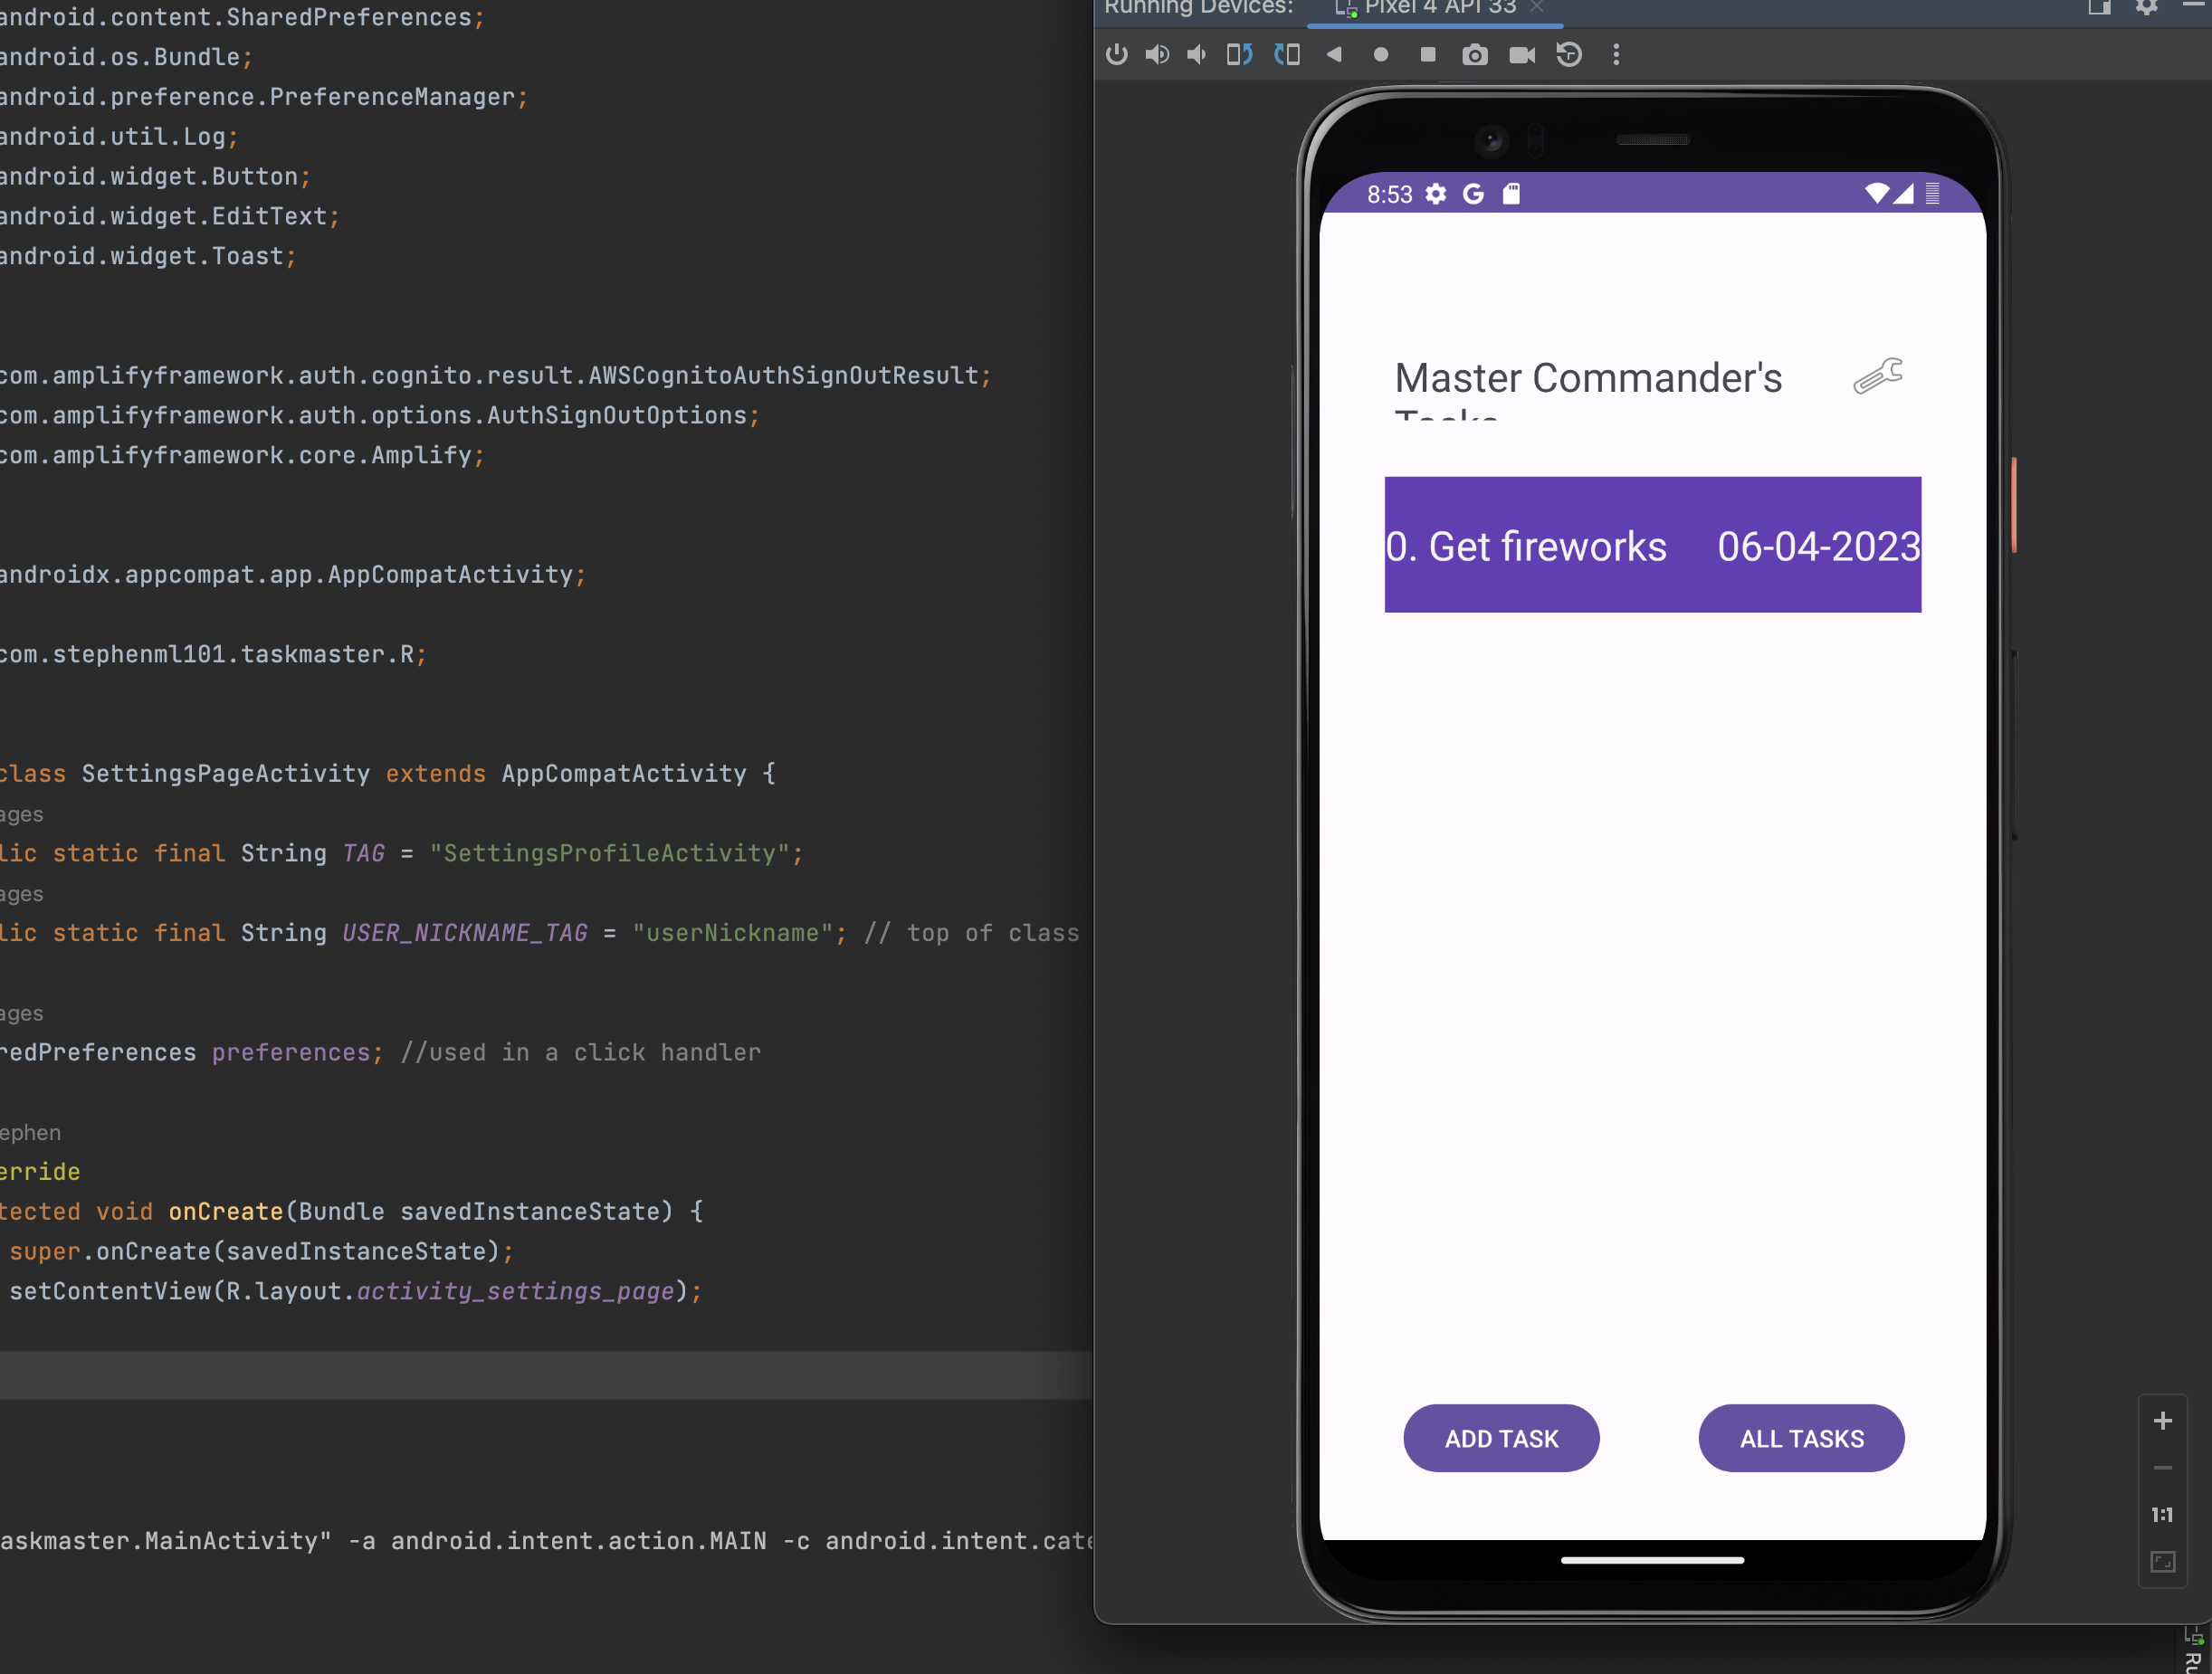 android.content.SharedPreferences;
android.os.Bundle;
android.preference.PreferenceManager;
android.util.Log;
android.widget.Button;
android.widget.EditText;
android.widget.Toast;
com.amplifyframework.auth.cognito.result.AWSCognitoAuthSignOutResult;
com.amplifyframework.auth.options.AuthSignOutOptions;
com.amplifyframework.core.Amplify;
androidx.appcompat.app.AppCompatActivity;
com.stephenml101.taskmaster.R;
class SettingsPageActivity extends AppCompatActivity {
ages
lic static final String TAG = "SettingsProfileActivity";
ages
lic static final String USER_NICKNAME_TAG = "userNickname"; // top of class
ages
redPreferences preferences; //used in a click handler
ephen
erride
tected void onCreate(Bundle savedInstanceState) {
super.onCreate(savedInstanceState);
setContentView(R.layout.activity_settings_page);
askmaster.MainActivity" -a android.intent.action.MAIN -c android.intent.cate
Running Devices: Pixel 4 API 33
8:53
Master Commander's
Tasks
0. Get fireworks 06-04-2023
ADD TASK ALL TASKS
1:1
Ru